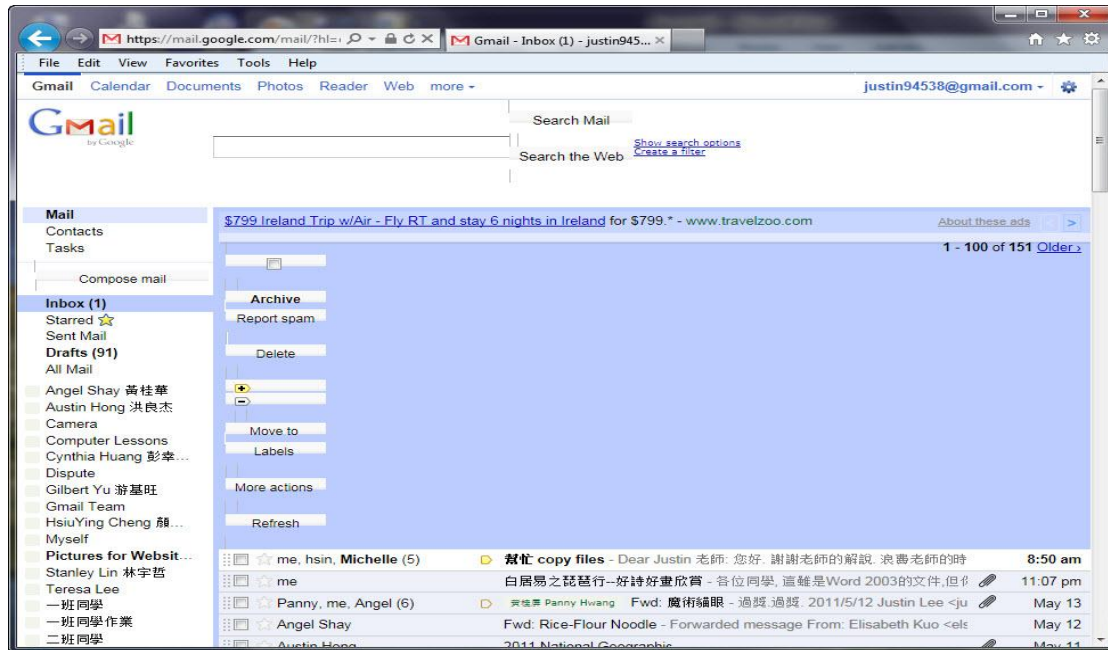 https://mail.google.com/mail/?hl=
Gmail - Inbox (1) - justin945...
File Edit View Favorites Tools Help
Gmail Calendar Documents Photos Reader Web more
justin94538@gmail.com
Gmail
by Google
Search Mail
Search the Web
Show search options
Create a filter
Mail
Contacts
Tasks
Compose mail
Inbox (1)
Starred
Sent Mail
Drafts (91)
All Mail
Angel Shay 黃桂華
Austin Hong 洪良杰
Camera
Computer Lessons
Cynthia Huang 彭幸...
Dispute
Gilbert Yu 游基旺
Gmail Team
HsiuYing Cheng 顏...
Myself
Pictures for Websit...
Stanley Lin 林宇哲
Teresa Lee
一班同學
一班同學作業
二班同學
$799 Ireland Trip w/Air - Fly RT and stay 6 nights in Ireland for $799.* - www.travelzoo.com
About these ads < >
1 - 100 of 151 Older ›
Archive
Report spam
Delete
Move to
Labels
More actions
Refresh
me, hsin, Michelle (5) 幫忙 copy files - Dear Justin 老師: 您好. 謝謝老師的解說. 浪費老師的時 8:50 am
me 白居易之琵琶行--好詩好畫欣賞 - 各位同學, 這雖是Word 2003的文件,但 11:07 pm
Panny, me, Angel (6) Panny Hwang Fwd: 魔術貓眼 - 過獎.過獎. 2011/5/12 Justin Lee <ju May 13
Angel Shay Fwd: Rice-Flour Noodle - Forwarded message From: Elisabeth Kuo <els May 12
Austin Hong 2011 National Geographic May 11